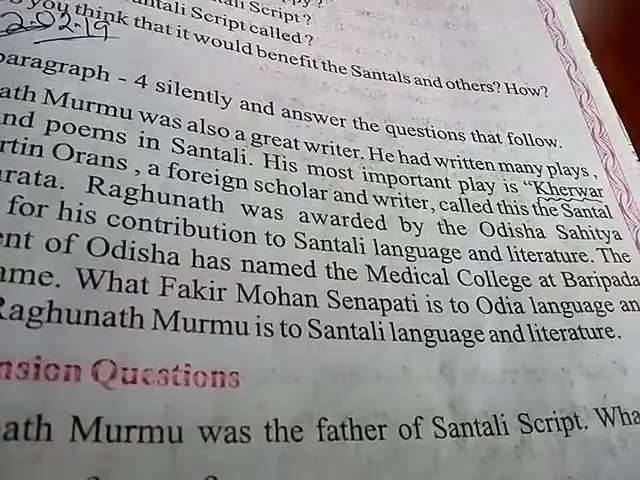 ali Script?
ntali Script called?
you think that it would benefit the Santals and others? How?
2.02.19
paragraph - 4 silently and answer the questions that follow.
ath Murmu was also a great writer. He had written many plays,
nd poems in Santali. His most important play is “Kherwar
rtin Orans , a foreign scholar and writer, called this the Santal
rata. Raghunath was awarded by the Odisha Sahitya
for his contribution to Santali language and literature. The
ent of Odisha has named the Medical College at Baripada
ame. What Fakir Mohan Senapati is to Odia language an
Raghunath Murmu is to Santali language and literature.
nsion Questions
ath Murmu was the father of Santali Script. Wha